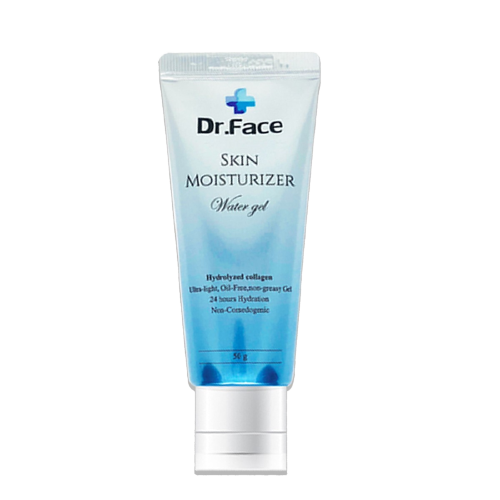 Dr.Face
SKIN
MOISTURIZER
Water gel
Hydrolyzed collagen
Ultra-light, Oil-Free,non-greasy Gel
24 hours Hydration
Non-Comedogmic
50 g